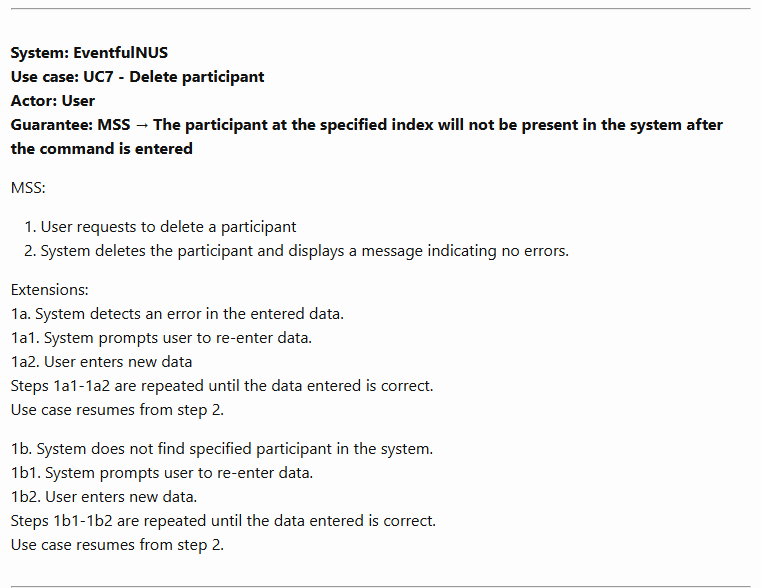 System: EventfulNUS
Use case: UC7 - Delete participant
Actor: User
Guarantee: MSS → The participant at the specified index will not be present in the system after
the command is entered
MSS:
1. User requests to delete a participant
2. System deletes the participant and displays a message indicating no errors.
Extensions:
1a. System detects an error in the entered data.
1a1. System prompts user to re-enter data.
1a2. User enters new data
Steps 1a1-1a2 are repeated until the data entered is correct.
Use case resumes from step 2.
1b. System does not find specified participant in the system.
1b1. System prompts user to re-enter data.
1b2. User enters new data.
Steps 1b1-1b2 are repeated until the data entered is correct.
Use case resumes from step 2.